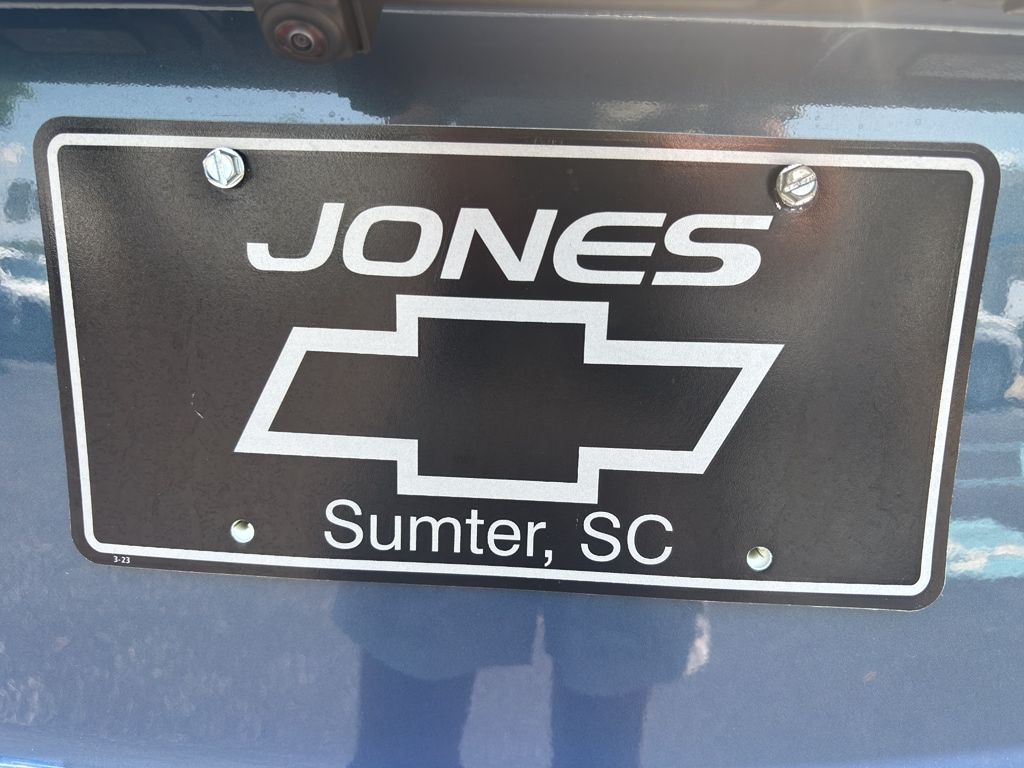 JONES
Sumter, SC
3-23